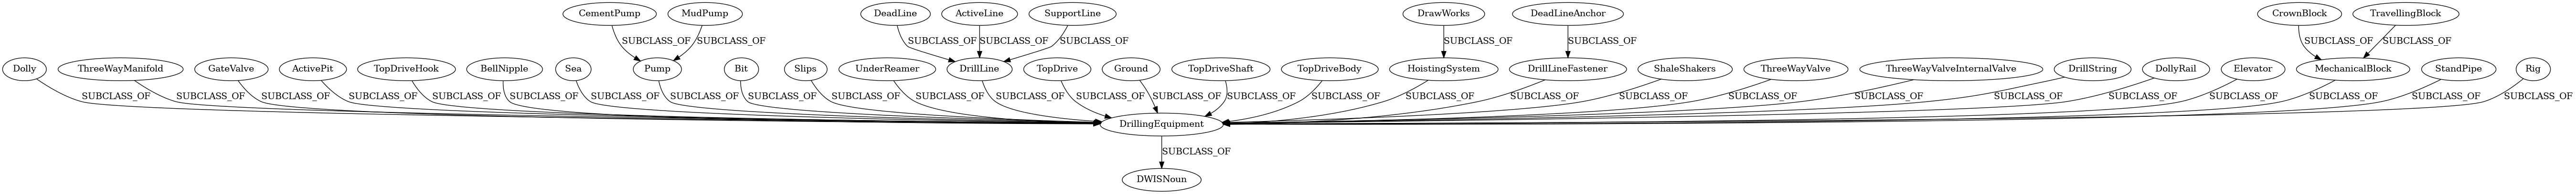 CementPump MudPump DeadLine ActiveLine SupportLine DrawWorks DeadLineAnchor CrownBlock TravellingBlock
SUBCLASS_OF SUBCLASS_OF SUBCLASS_OF SUBCLASS_OF SUBCLASS_OF SUBCLASS_OF SUBCLASS_OF SUBCLASS_OF SUBCLASS_OF
Dolly ThreeWayManifold GateValve ActivePit TopDriveHook BellNipple Sea Pump Bit Slips UnderReamer DrillLine TopDrive Ground TopDriveShaft TopDriveBody HoistingSystem DrillLineFastener ShaleShakers ThreeWayValve ThreeWayValveInternalValve DrillString DollyRail Elevator MechanicalBlock StandPipe Rig
SUBCLASS_OF SUBCLASS_OF SUBCLASS_OF SUBCLASS_OF SUBCLASS_OF SUBCLASS_OF SUBCLASS_OF SUBCLASS_OF SUBCLASS_OF SUBCLASS_OF SUBCLASS_OF SUBCLASS_OF SUBCLASS_OF SUBCLASS_OF SUBCLASS_OF SUBCLASS_OF SUBCLASS_OF SUBCLASS_OF SUBCLASS_OF SUBCLASS_OF SUBCLASS_OF SUBCLASS_OF SUBCLASS_OF SUBCLASS_OF SUBCLASS_OF SUBCLASS_OF SUBCLASS_OF
DrillingEquipment
SUBCLASS_OF
DWISNoun